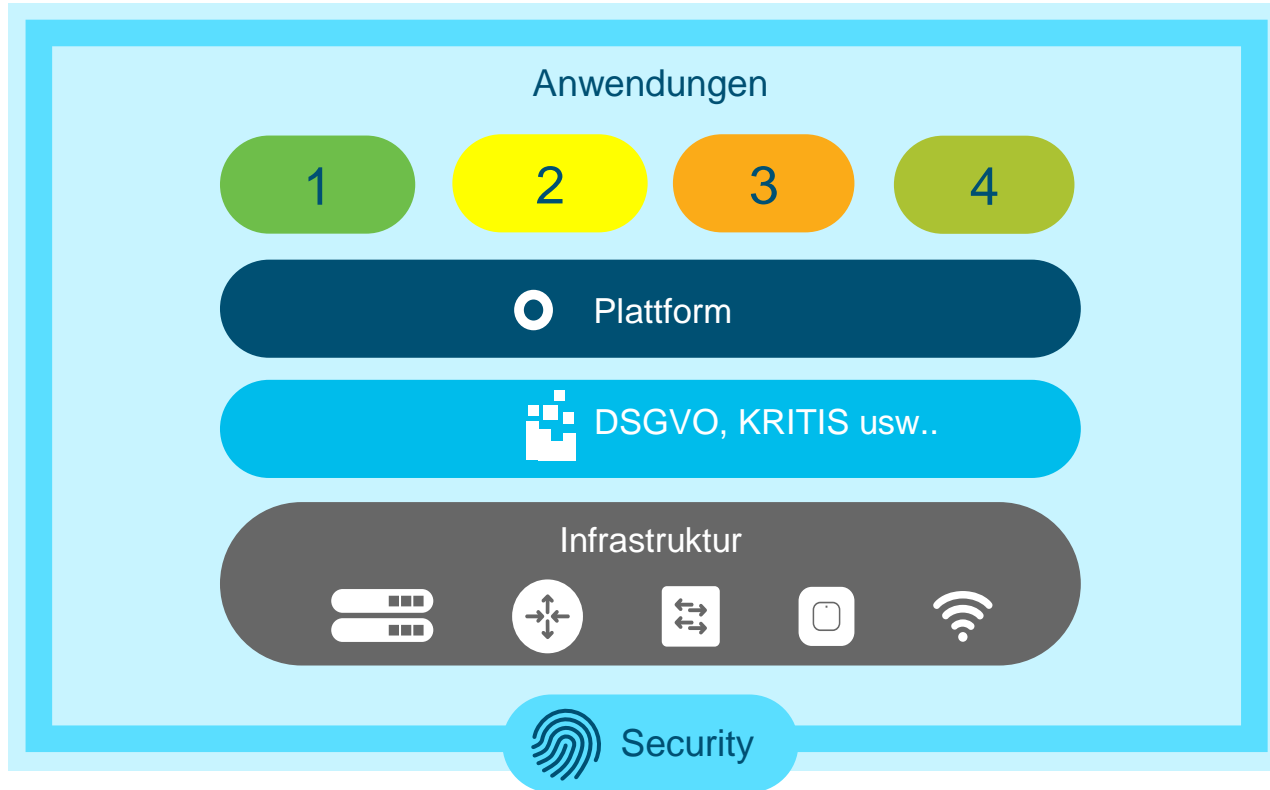 Anwendungen
1 2 3 4
Plattform
DSGVO, KRITIS usw..
Infrastruktur
Security